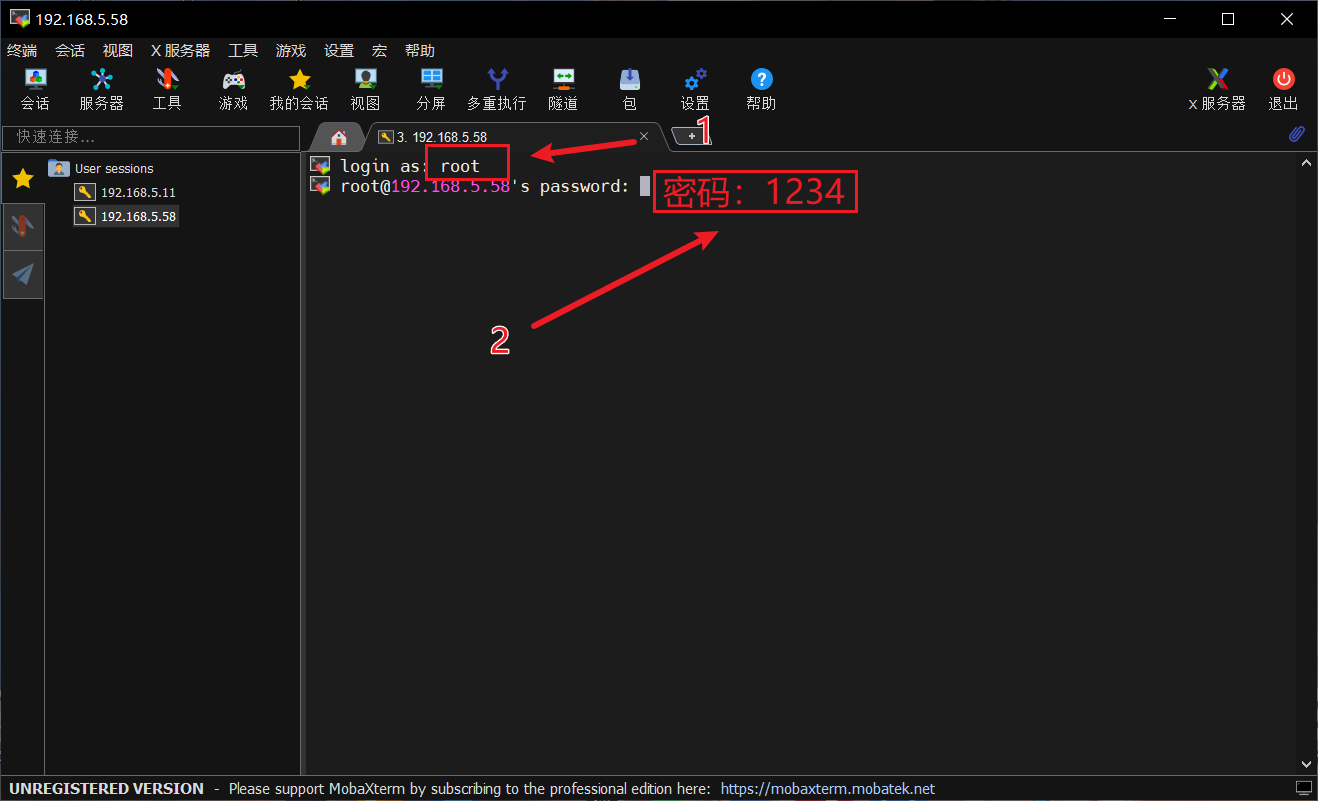 192.168.5.58
终端 会话 视图 X 服务器 工具 游戏 设置 宏 帮助
会话 服务器 工具 游戏 我的会话 视图 分屏 多重执行 隧道 包 设置 帮助 X 服务器 退出
快速连接...
3. 192.168.5.58
1
User sessions
192.168.5.11
192.168.5.58
login as: root
root@192.168.5.58's password:
密码：1234
2
UNREGISTERED VERSION - Please support MobaXterm by subscribing to the professional edition here: https://mobaxterm.mobatek.net